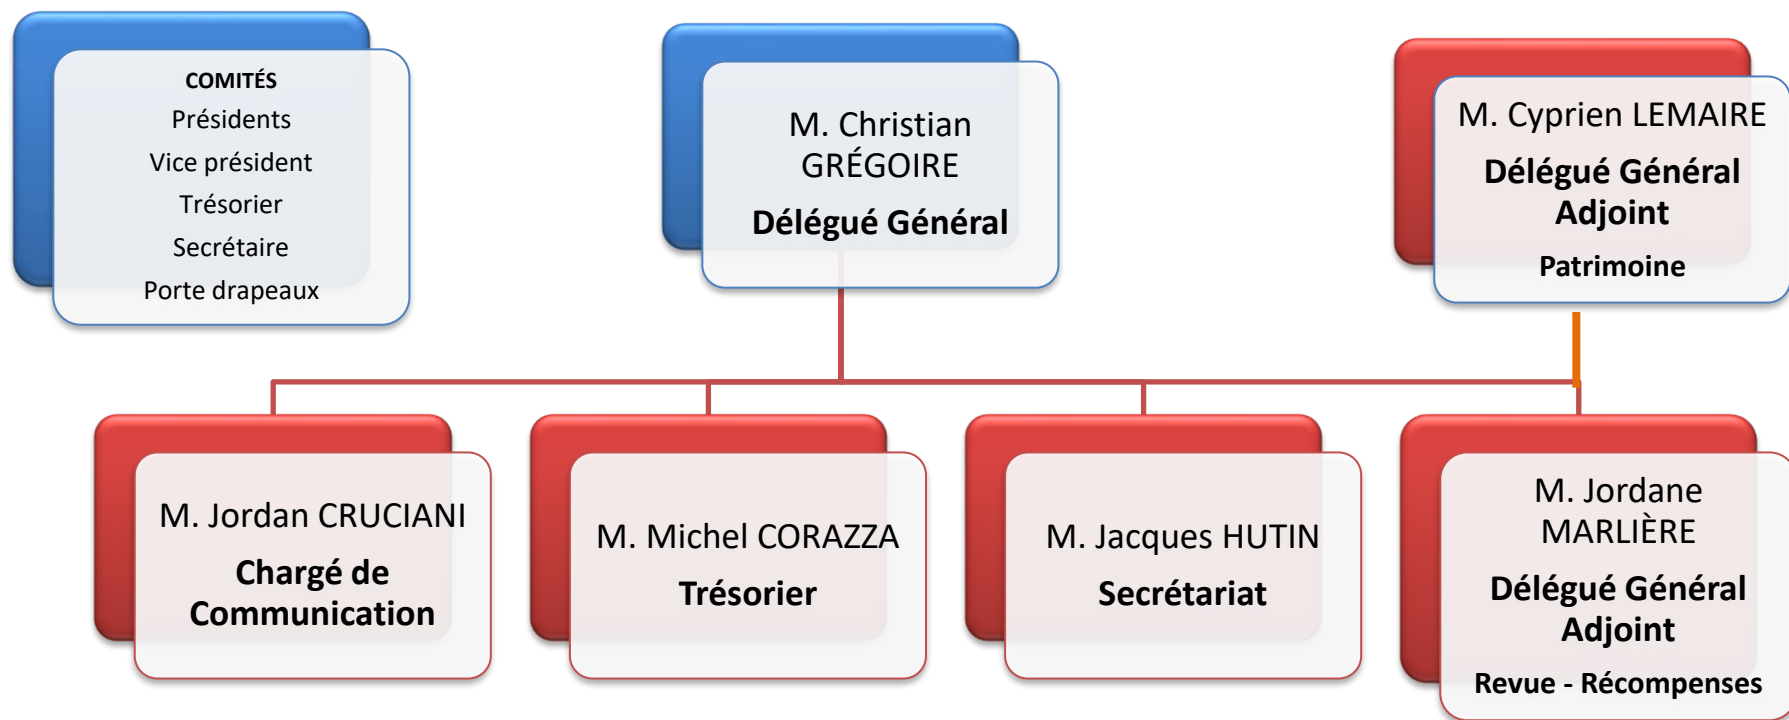 COMITÉS
Présidents
Vice président
Trésorier
Secrétaire
Porte drapeaux
M. Christian
GRÉGOIRE
Délégué Général
M. Cyprien LEMAIRE
Délégué Général
Adjoint
Patrimoine
M. Jordan CRUCIANI
Chargé de
Communication
M. Michel CORAZZA
Trésorier
M. Jacques HUTIN
Secrétariat
M. Jordane
MARLIÈRE
Délégué Général
Adjoint
Revue - Récompenses